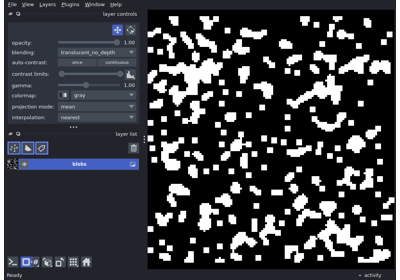 File View Layers Plugins Window Help
layer controls
opacity: 1.00
blending: translucent_no_depth
auto-contrast: once continuous
contrast limits:
gamma: 1.00
colormap: gray
projection mode: mean
interpolation: nearest
layer list
blobs
Ready activity